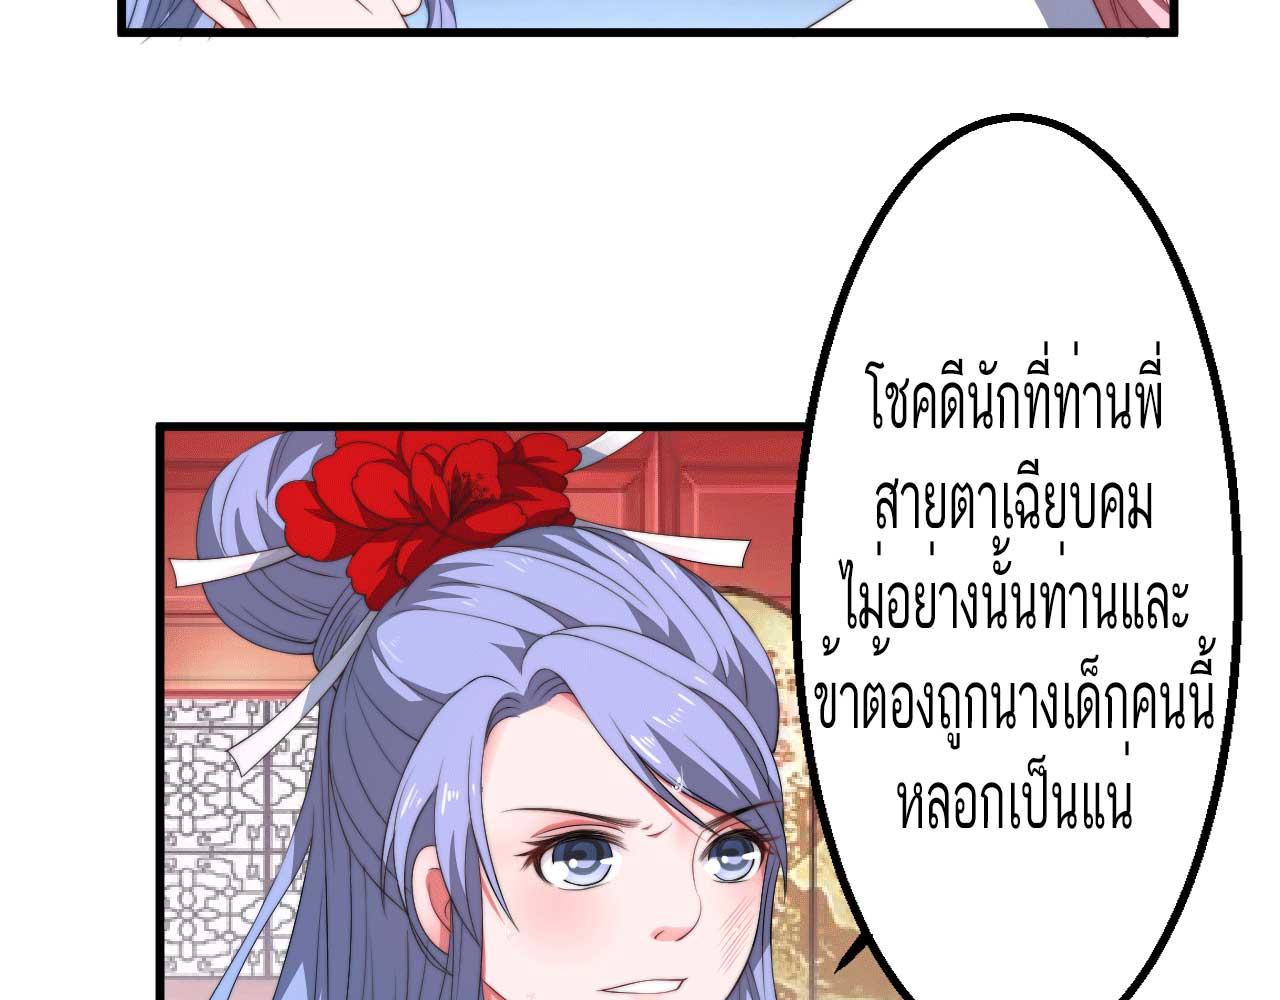 โชคดีนักที่ท่านพี่
สายตาเฉียบคม
ไม่อย่างนั้นท่านและ
ข้าต้องถูกนางเด็กคนนี้
หลอกเป็นแน่